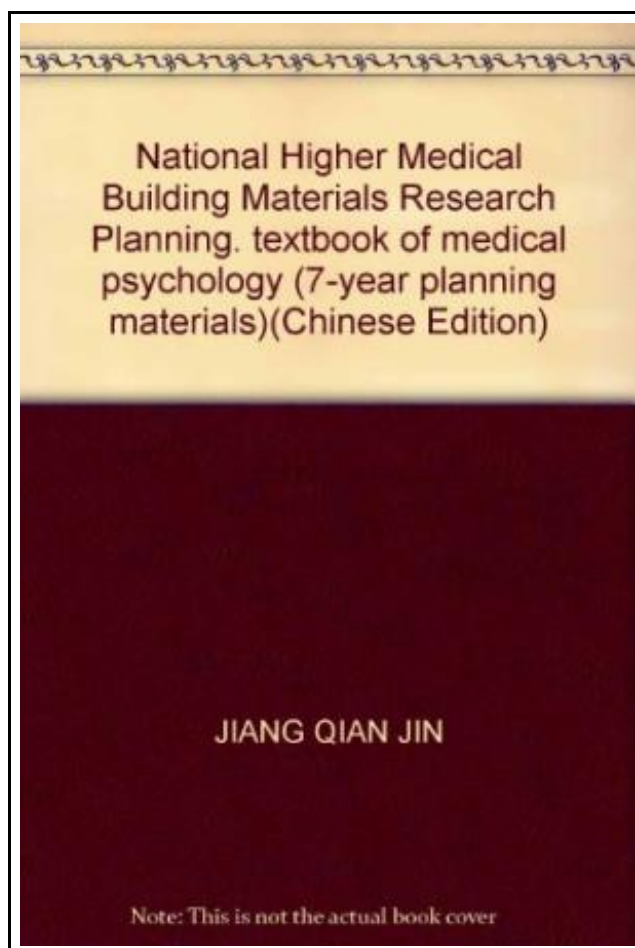 National Higher Medical
Building Materials Research
Planning. textbook of medical
psychology (7-year planning
materials)(Chinese Edition)
JIANG QIAN JIN
Note: This is not the actual book cover